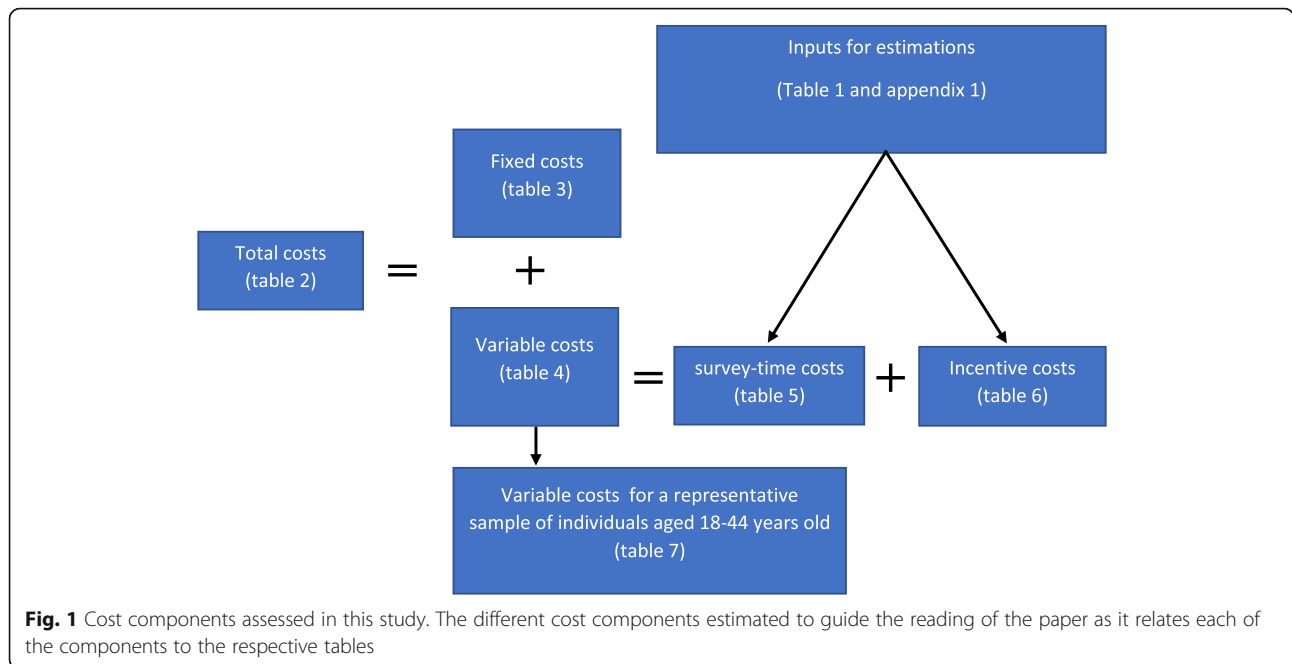 Inputs for estimations
(Table 1 and appendix 1)
Fixed costs
(table 3)
Total costs
(table 2)
=
+
Variable costs
(table 4)
=
survey-time costs
(table 5)
+
Incentive costs
(table 6)
Variable costs for a representative
sample of individuals aged 18-44 years old
(table 7)
Fig. 1 Cost components assessed in this study. The different cost components estimated to guide the reading of the paper as it relates each of
the components to the respective tables